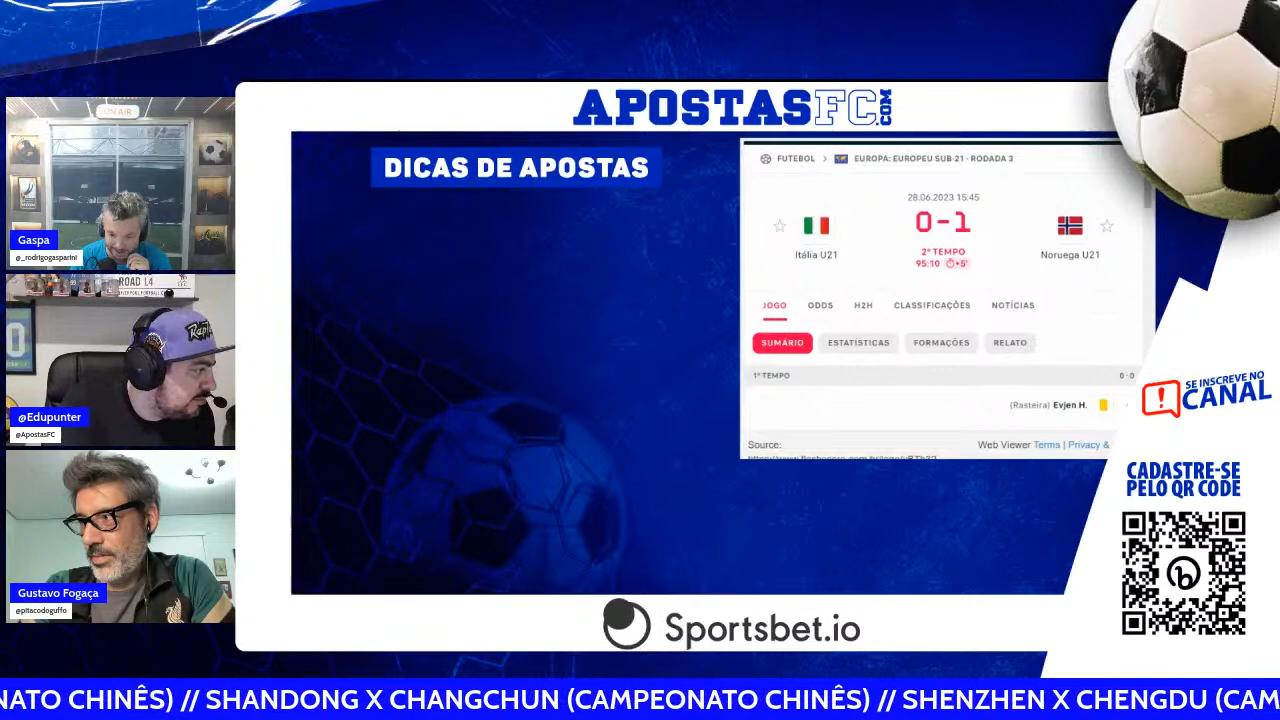 ON AIR
Gaspa
@_rodrigogasparini
ROAD L4
@Edupunter
@ApostasFC
Gustavo Fogaça
@pitacodoguffo
APOSTASFC.COM
DICAS DE APOSTAS
FUTEBOL > EUROPA: EUROPEU SUB-21 - RODADA 3
28.06.2023 15:45
0-1
Itália U21
Noruega U21
2º TEMPO
95:10 +5'
JOGO ODDS H2H CLASSIFICAÇÕES NOTÍCIAS
SUMÁRIO ESTATÍSTICAS FORMAÇÕES RELATO
1º TEMPO 0-0
(Rasteira) Evjen H.
Source: Web Viewer Terms | Privacy &
SE INSCREVE NO
CANAL
CADASTRE-SE
PELO QR CODE
Sportsbet.io
NATO CHINÊS) // SHANDONG X CHANGCHUN (CAMPEONATO CHINÊS) // SHENZHEN X CHENGDU (CAM